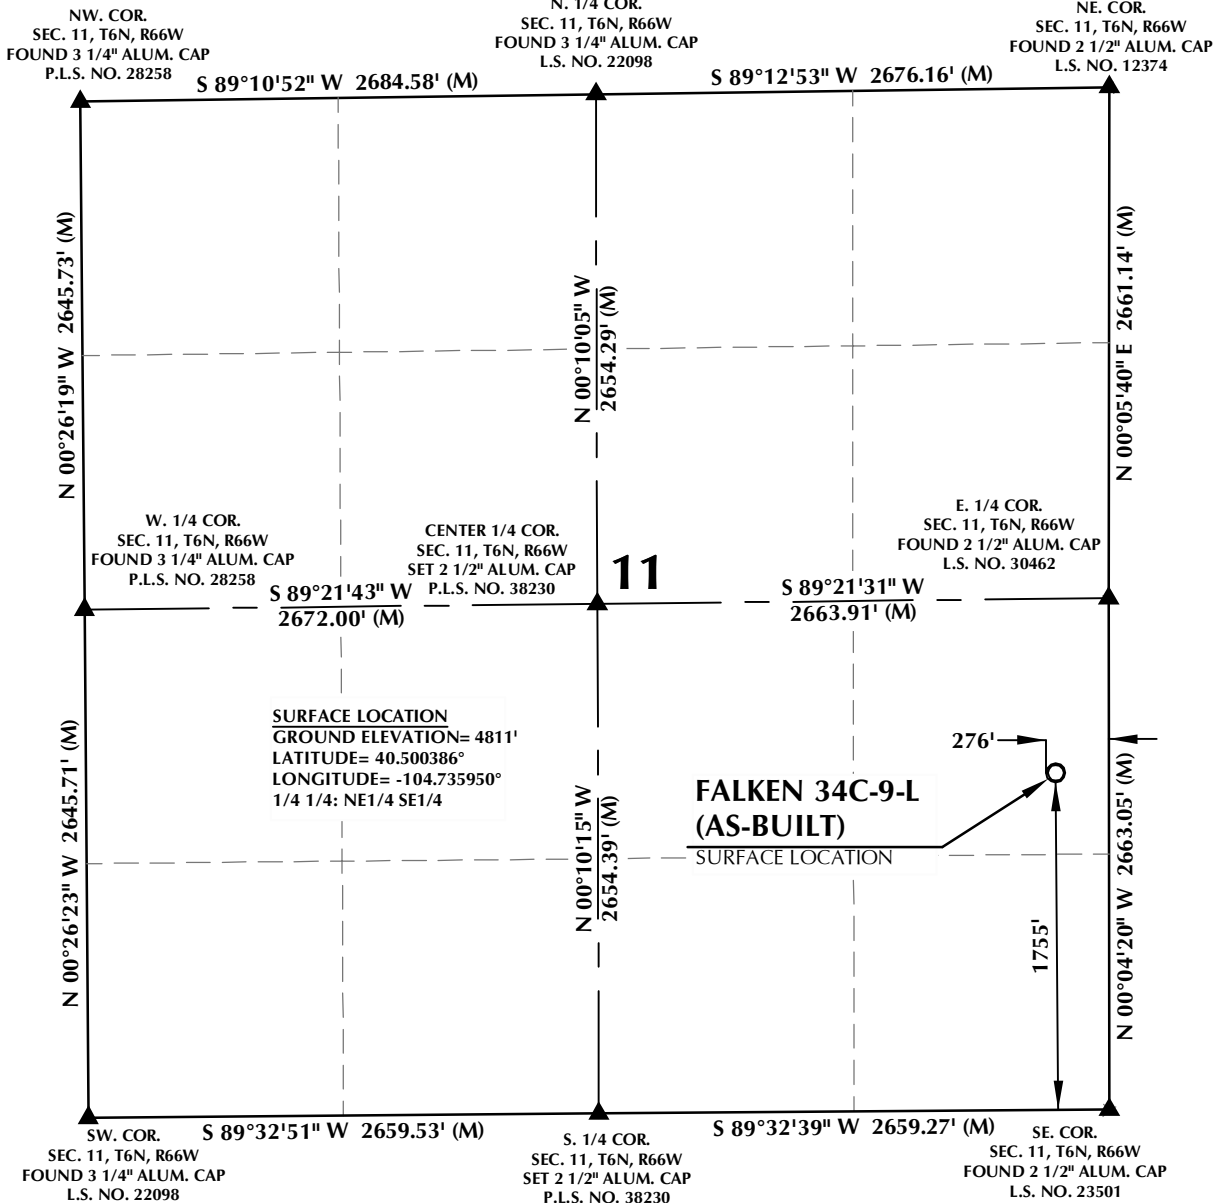 NW. COR.
SEC. 11, T6N, R66W
FOUND 3 1/4" ALUM. CAP
P.L.S. NO. 28258
N. 1/4 COR.
SEC. 11, T6N, R66W
FOUND 3 1/4" ALUM. CAP
L.S. NO. 22098
NE. COR.
SEC. 11, T6N, R66W
FOUND 2 1/2" ALUM. CAP
L.S. NO. 12374
S 89°10'52" W 2684.58' (M)
S 89°12'53" W 2676.16' (M)
N 00°26'19" W 2645.73' (M)
N 00°10'05" W
2654.29' (M)
N 00°05'40" E 2661.14' (M)
W. 1/4 COR.
SEC. 11, T6N, R66W
FOUND 3 1/4" ALUM. CAP
P.L.S. NO. 28258
CENTER 1/4 COR.
SEC. 11, T6N, R66W
SET 2 1/2" ALUM. CAP
P.L.S. NO. 38230
11
E. 1/4 COR.
SEC. 11, T6N, R66W
FOUND 2 1/2" ALUM. CAP
L.S. NO. 30462
S 89°21'43" W
2672.00' (M)
S 89°21'31" W
2663.91' (M)
SURFACE LOCATION
GROUND ELEVATION= 4811'
LATITUDE= 40.500386°
LONGITUDE= -104.735950°
1/4 1/4: NE1/4 SE1/4
276'
FALKEN 34C-9-L
(AS-BUILT)
SURFACE LOCATION
N 00°26'23" W 2645.71' (M)
N 00°10'15" W
2654.39' (M)
1755'
N 00°04'20" W 2663.05' (M)
S 89°32'51" W 2659.53' (M)
S 89°32'39" W 2659.27' (M)
SW. COR.
SEC. 11, T6N, R66W
FOUND 3 1/4" ALUM. CAP
L.S. NO. 22098
S. 1/4 COR.
SEC. 11, T6N, R66W
SET 2 1/2" ALUM. CAP
P.L.S. NO. 38230
SE. COR.
SEC. 11, T6N, R66W
FOUND 2 1/2" ALUM. CAP
L.S. NO. 23501